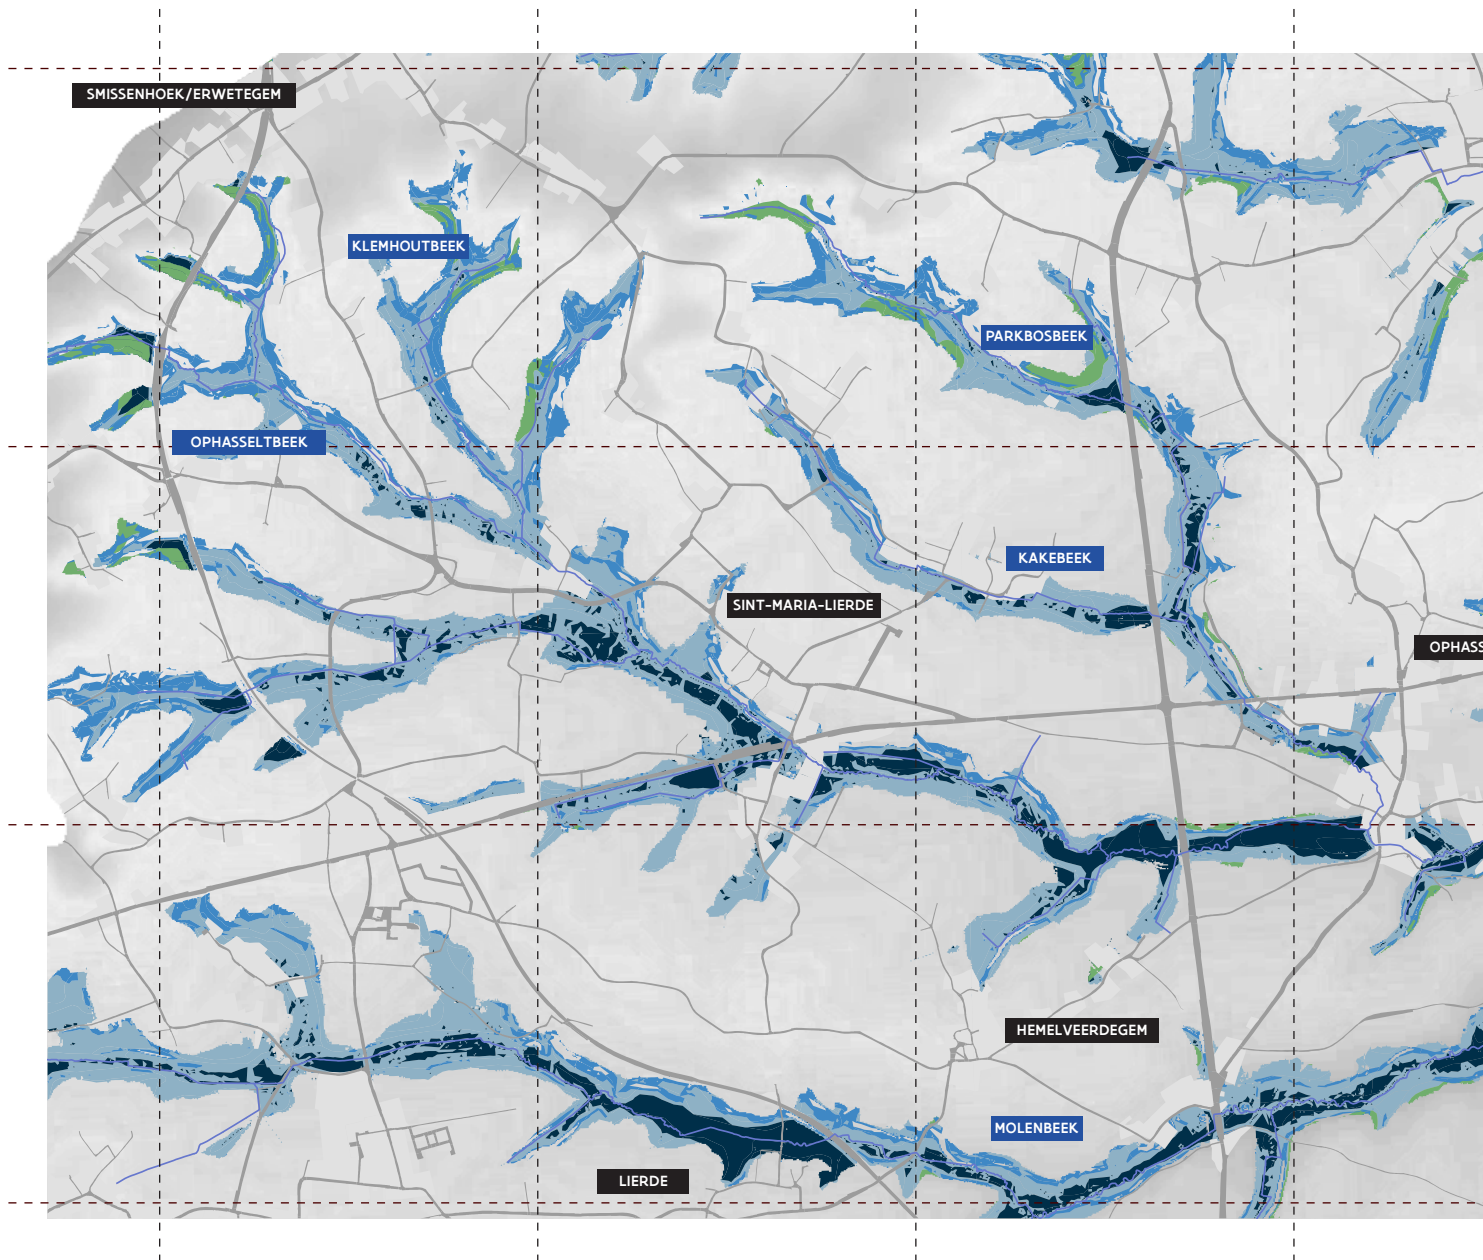 SMISSENHOEK/ERWETEGEM
KLEMHOUTBEEK
PARKBOSBEEK
OPHASSELTBEEK
KAKEBEEK
SINT-MARIA-LIERDE
OPHASS
HEMELVEERDEGEM
MOLENBEEK
LIERDE